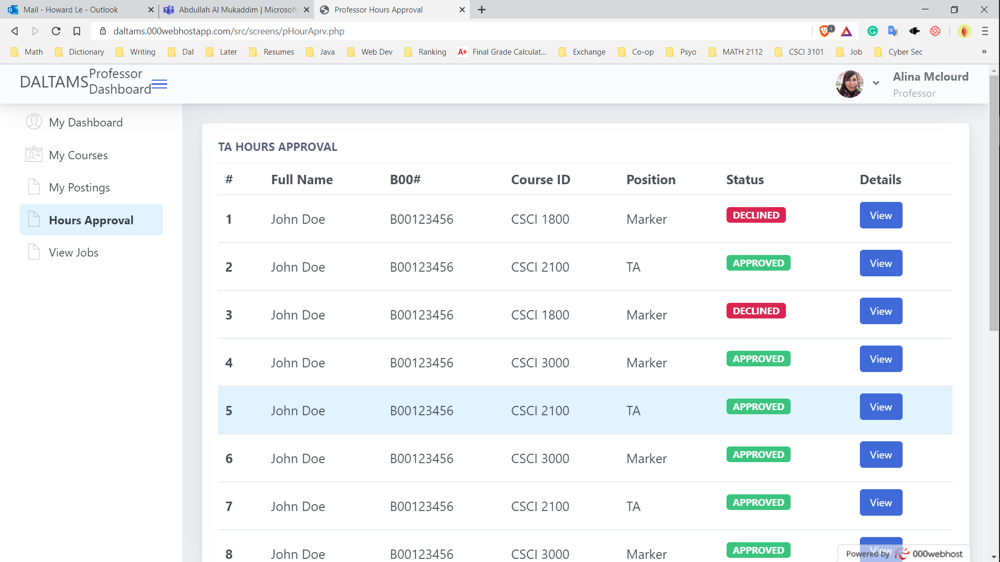 Mail - Howard Le - Outlook
Abdullah Al Mukaddim | Microsoft
Professor Hours Approval
daltams.000webhostapp.com/src/screens/pHourAprv.php
1
Math Dictionary Writing Dal Later Resumes Java Web Dev Ranking A+ Final Grade Calculat... Exchange Co-op Psyo MATH 2112 CSCI 3101 Job Cyber Sec »
DALTAMS
Professor
Dashboard
Alina Mclourd
Professor
My Dashboard
My Courses
My Postings
Hours Approval
View Jobs
TA HOURS APPROVAL
# Full Name B00# Course ID Position Status Details
1 John Doe B00123456 CSCI 1800 Marker DECLINED View
2 John Doe B00123456 CSCI 2100 TA APPROVED View
3 John Doe B00123456 CSCI 1800 Marker DECLINED View
4 John Doe B00123456 CSCI 3000 Marker APPROVED View
5 John Doe B00123456 CSCI 2100 TA APPROVED View
6 John Doe B00123456 CSCI 3000 Marker APPROVED View
7 John Doe B00123456 CSCI 2100 TA APPROVED View
8 John Doe B00123456 CSCI 3000 Marker APPROVED View
Powered by 000webhost